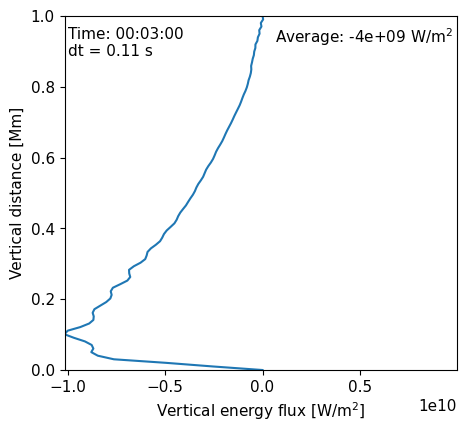 Time: 00:03:00
dt = 0.11 s
Average: -4e+09 W/m²
Vertical distance [Mm]
1.0
0.8
0.6
0.4
0.2
0.0
−1.0 −0.5 0.0 0.5
1e10
Vertical energy flux [W/m²]